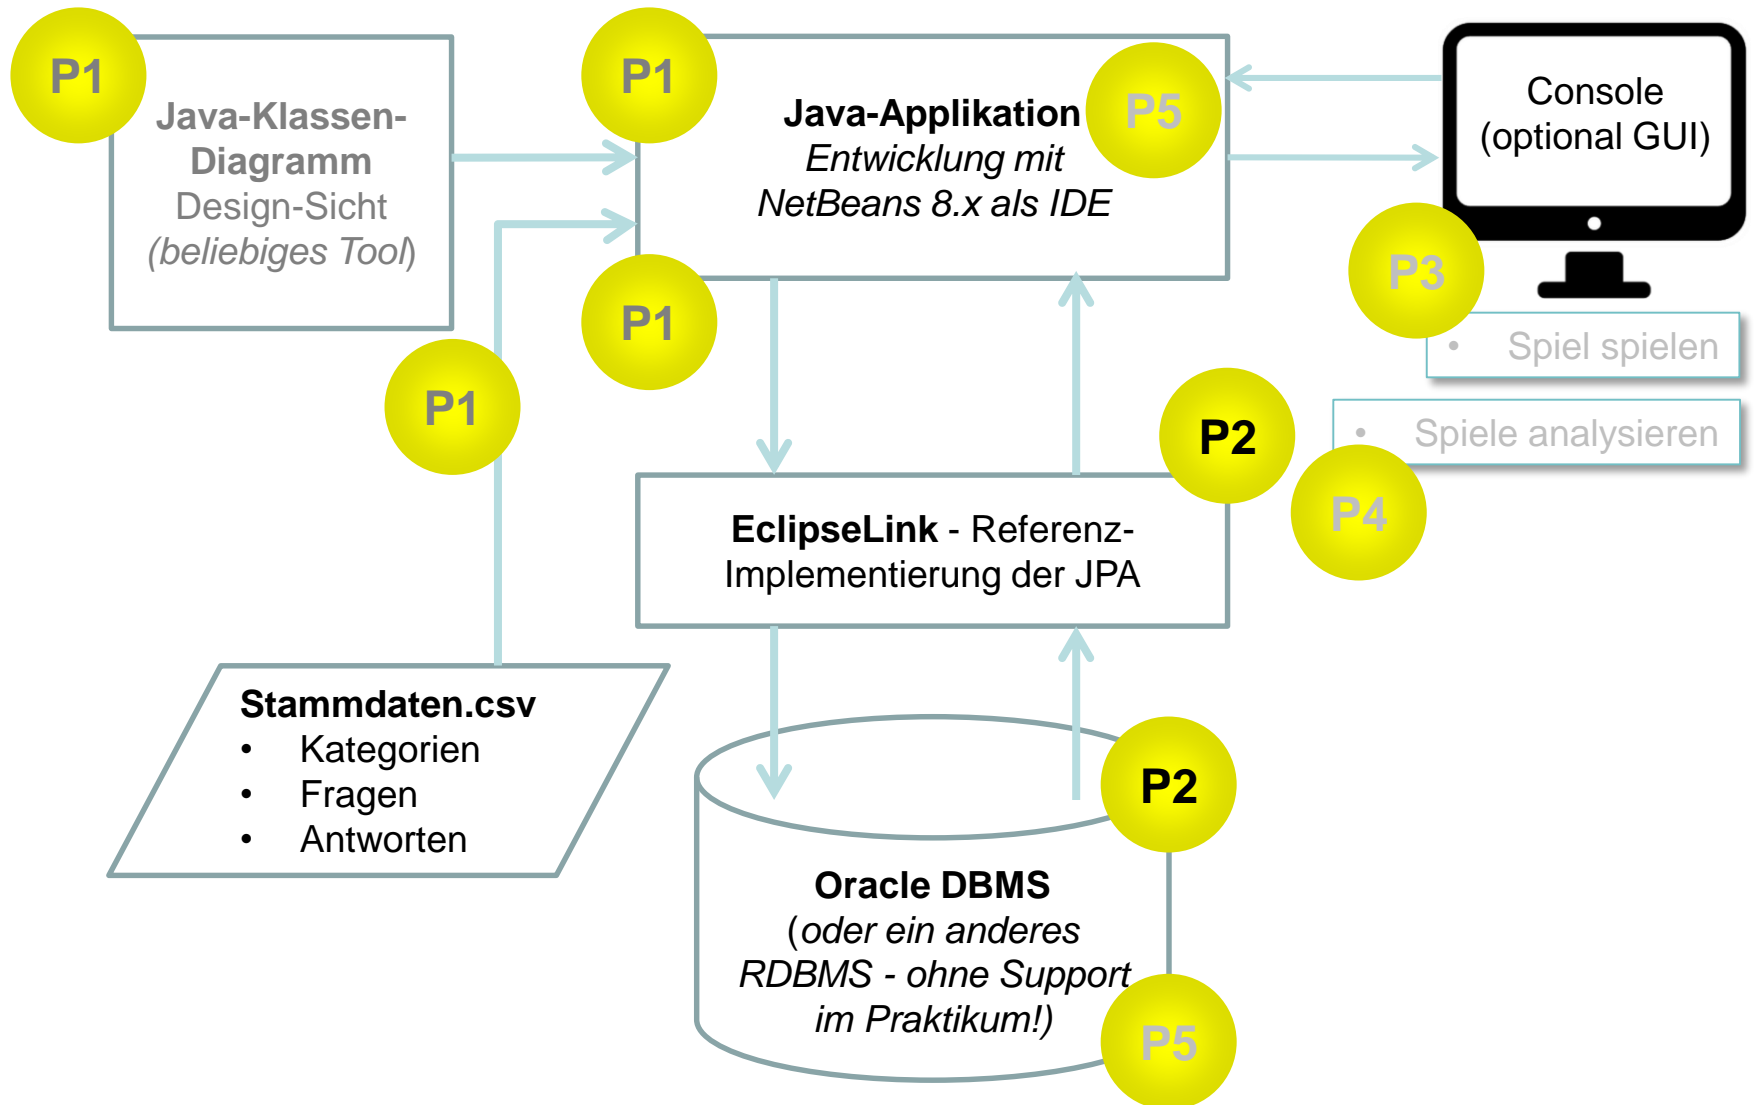 P1
Java-Klassen-
Diagramm
Design-Sicht
(beliebiges Tool)
P1
P5
Java-Applikation
Entwicklung mit
NetBeans 8.x als IDE
P1
Console
(optional GUI)
P3
• Spiel spielen
• Spiele analysieren
P4
P1
P2
EclipseLink - Referenz-
Implementierung der JPA
Stammdaten.csv
• Kategorien
• Fragen
• Antworten
P2
Oracle DBMS
(oder ein anderes
RDBMS - ohne Support
im Praktikum!)
P5